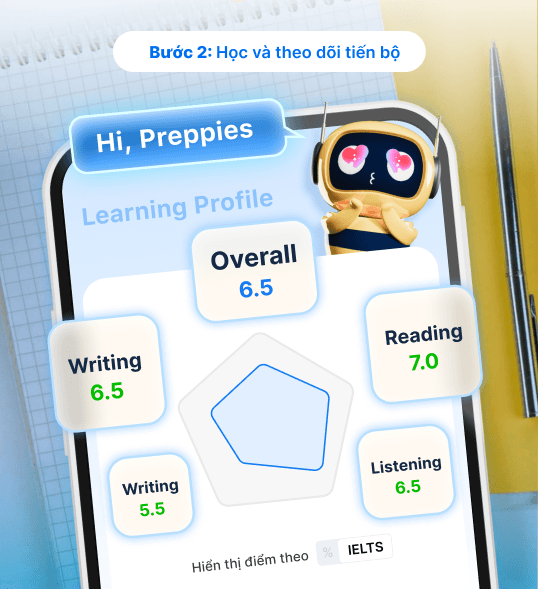 Bước 2: Học và theo dõi tiến bộ
Hi, Preppies
Learning Profile
Overall
6.5
Writing
6.5
Reading
7.0
Writing
5.5
Listening
6.5
Hiển thị điểm theo % IELTS